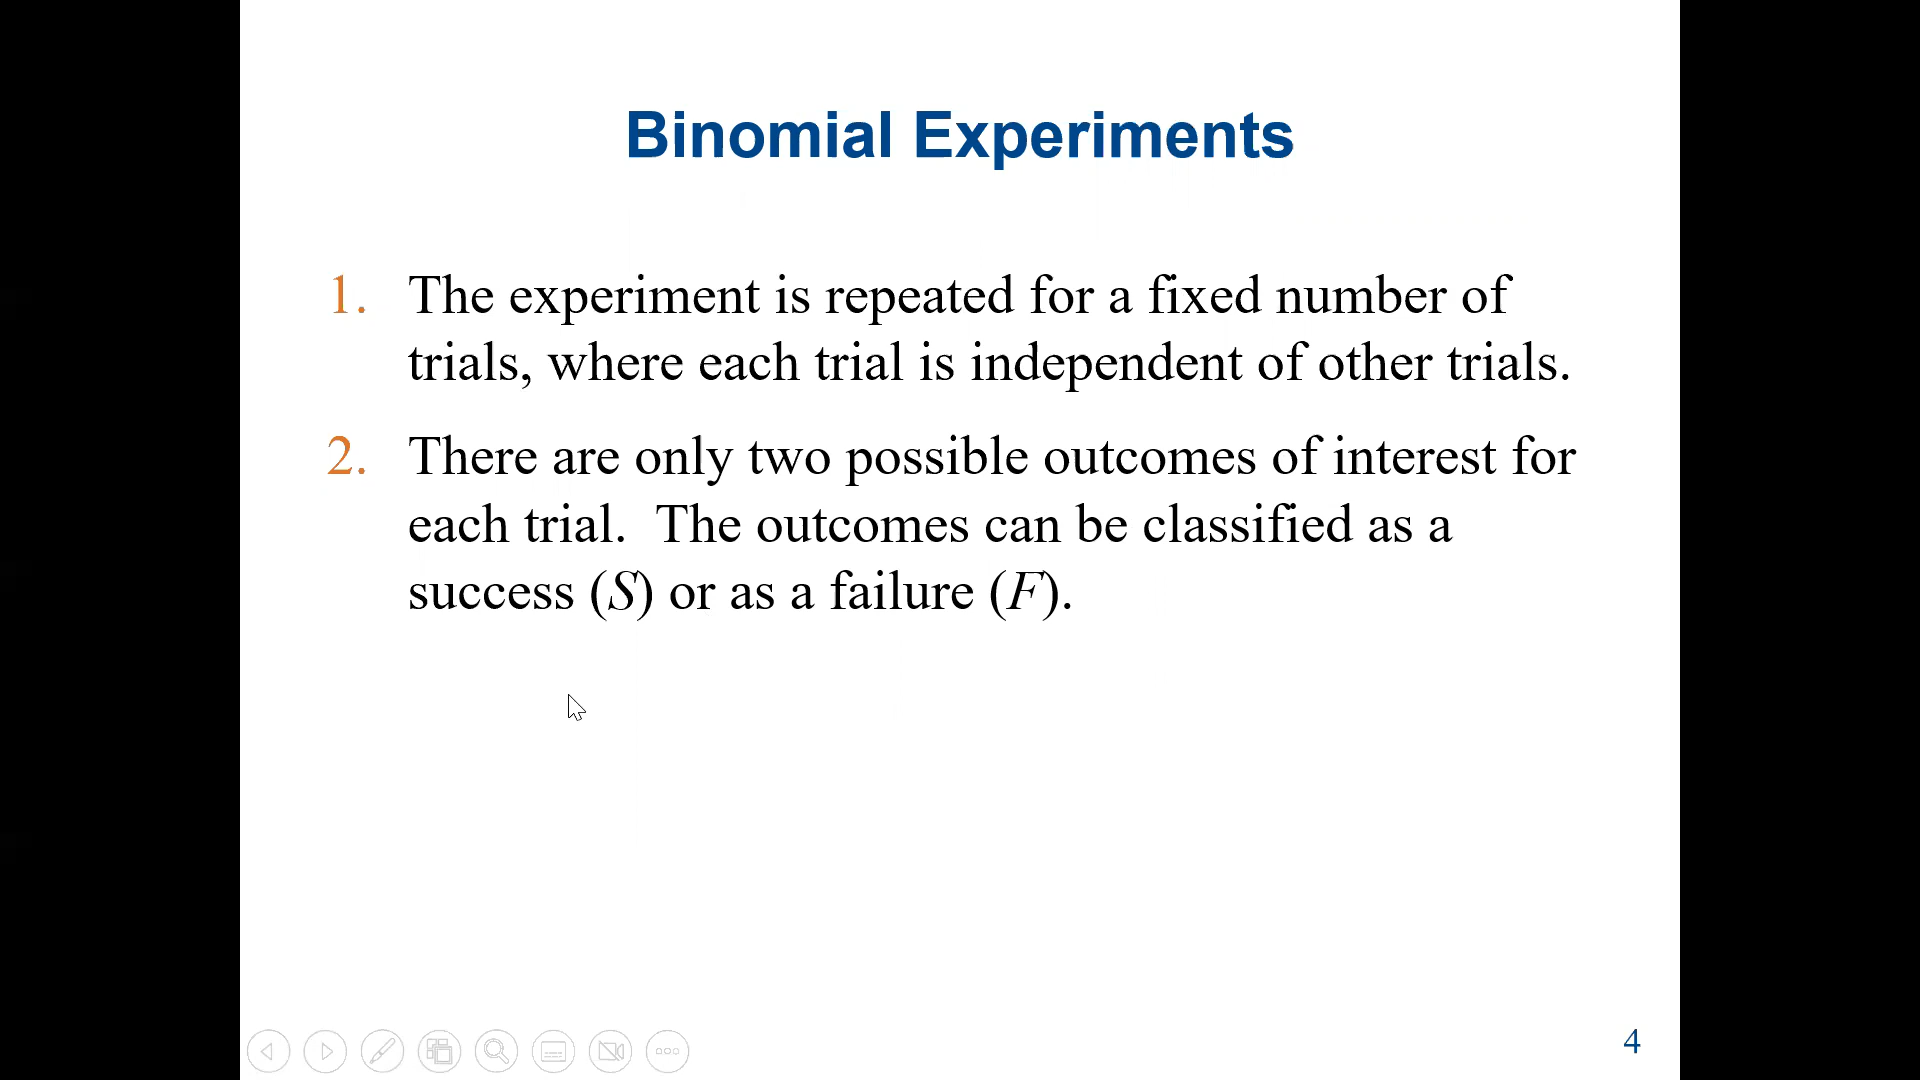 Binomial Experiments
1. The experiment is repeated for a fixed number of
trials, where each trial is independent of other trials.
2. There are only two possible outcomes of interest for
each trial.  The outcomes can be classified as a
success (S) or as a failure (F).
4